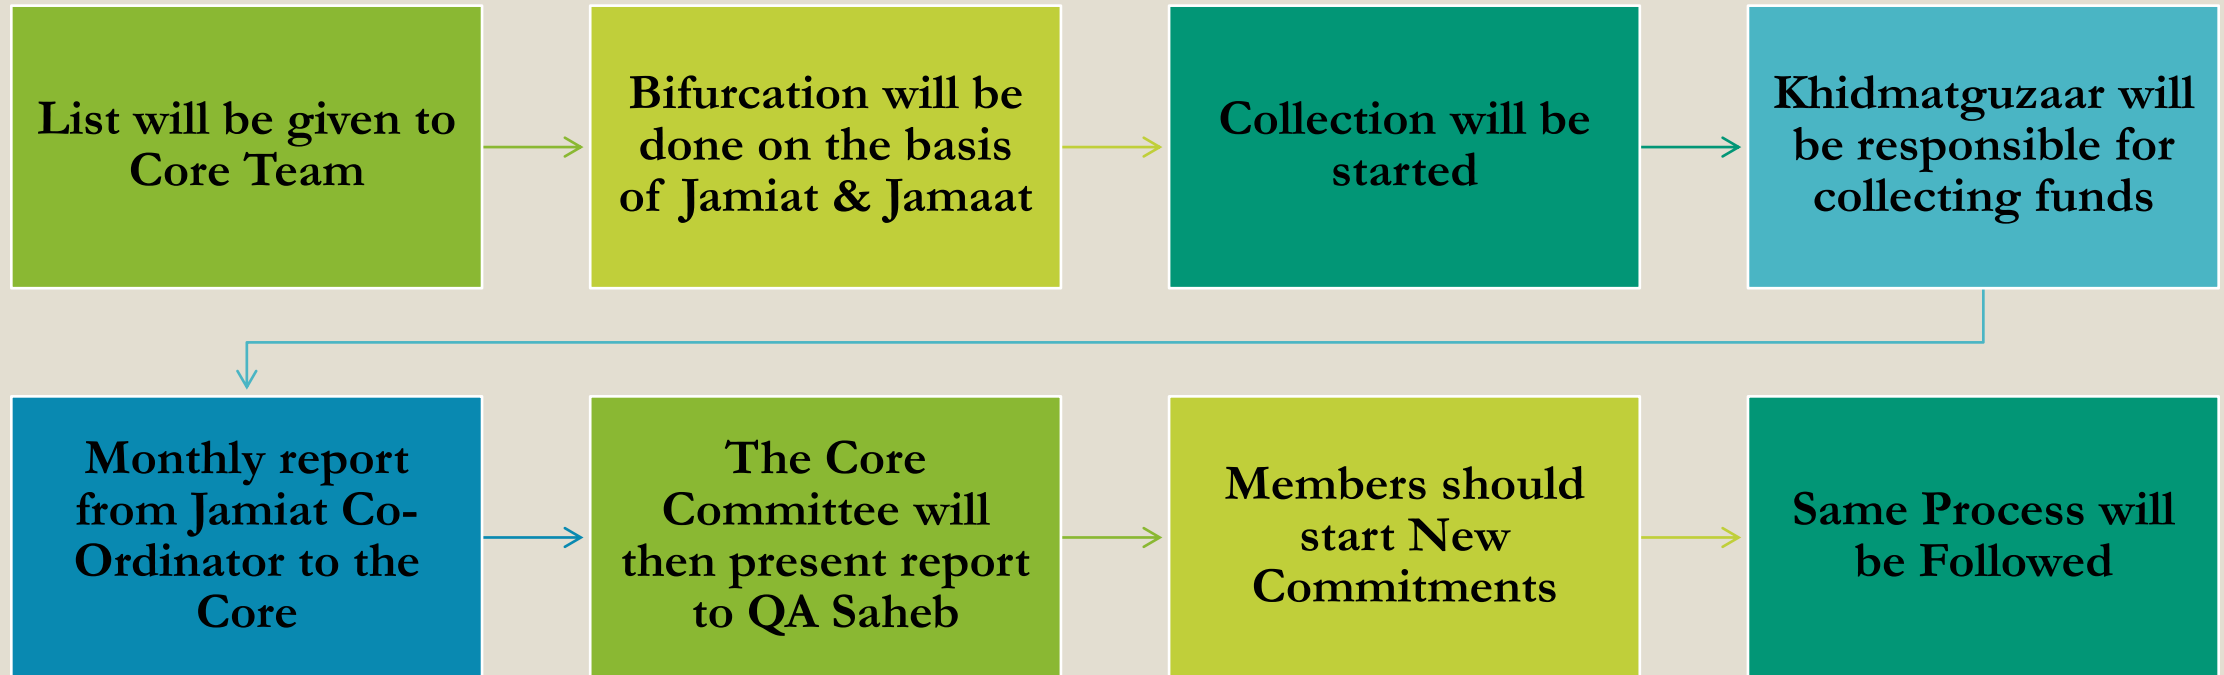 List will be given to
Core Team
Bifurcation will be
done on the basis
of Jamiat & Jamaat
Collection will be
started
Khidmatguzaar will
be responsible for
collecting funds
Monthly report
from Jamiat Co-
Ordinator to the
Core
The Core
Committee will
then present report
to QA Saheb
Members should
start New
Commitments
Same Process will
be Followed